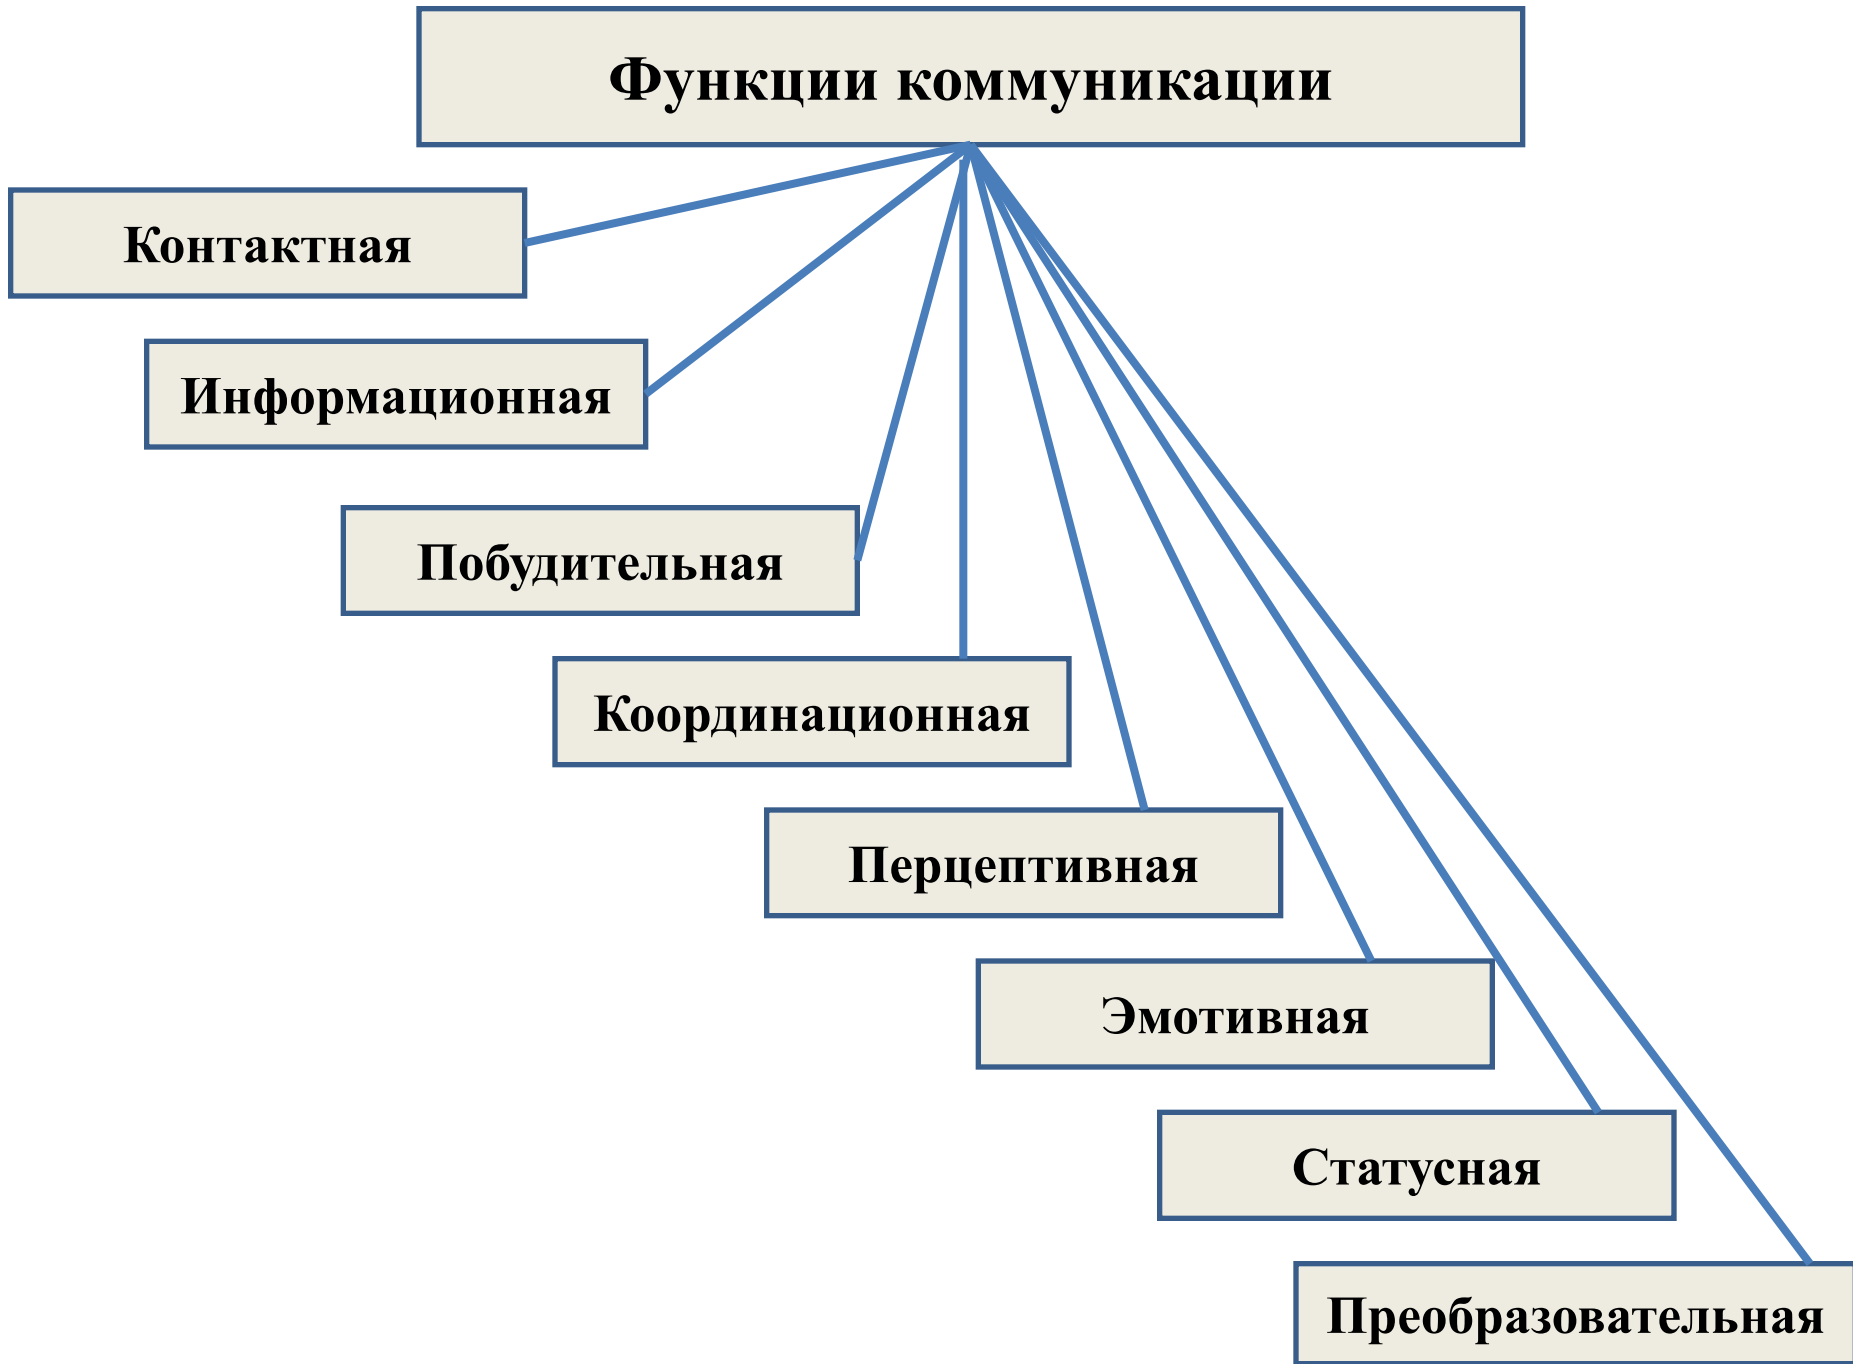 Функции коммуникации
Контактная
Информационная
Побудительная
Координационная
Перцептивная
Эмотивная
Статусная
Преобразовательная